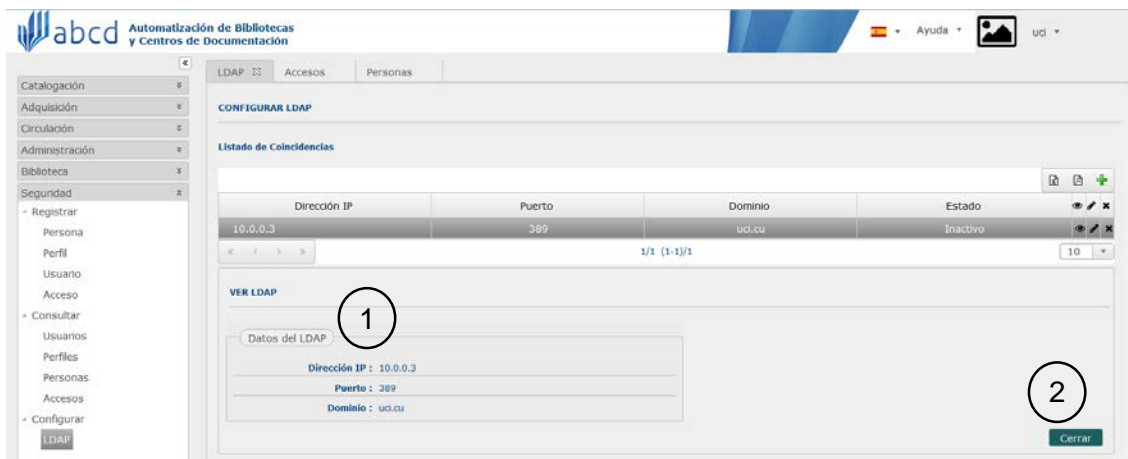 abcd Automatización de Bibliotecas
y Centros de Documentación
Ayuda
uci
LDAP Accesos Personas
Catalogación
Adquisición
Circulación
Administración
Biblioteca
Seguridad
Registrar
Persona
Perfil
Usuario
Acceso
Consultar
Usuarios
Perfiles
Personas
Accesos
Configurar
LDAP
CONFIGURAR LDAP
Listado de Coincidencias
Dirección IP Puerto Dominio Estado
10.0.0.3 389 uci.cu Inactivo
1/1 (1-1)/1 10
VER LDAP
1
Datos del LDAP
Dirección IP : 10.0.0.3
Puerto : 389
Dominio : uci.cu
2
Cerrar